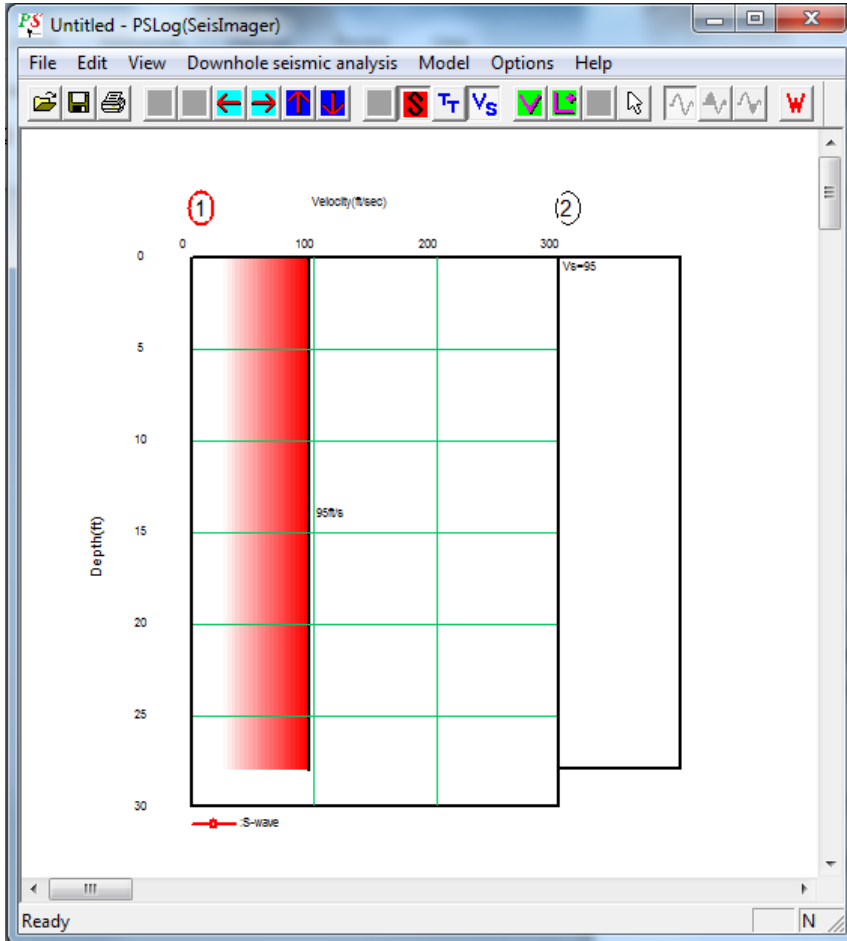 PS Untitled - PSLog(SeisImager)
File Edit View Downhole seismic analysis Model Options Help
S TT VS W
1 Velocity(ft/sec) 2
0 100 200 300
0
Vs=95
5
10
95ft/s
15
Depth(ft)
20
25
30
:S-wave
Ready N